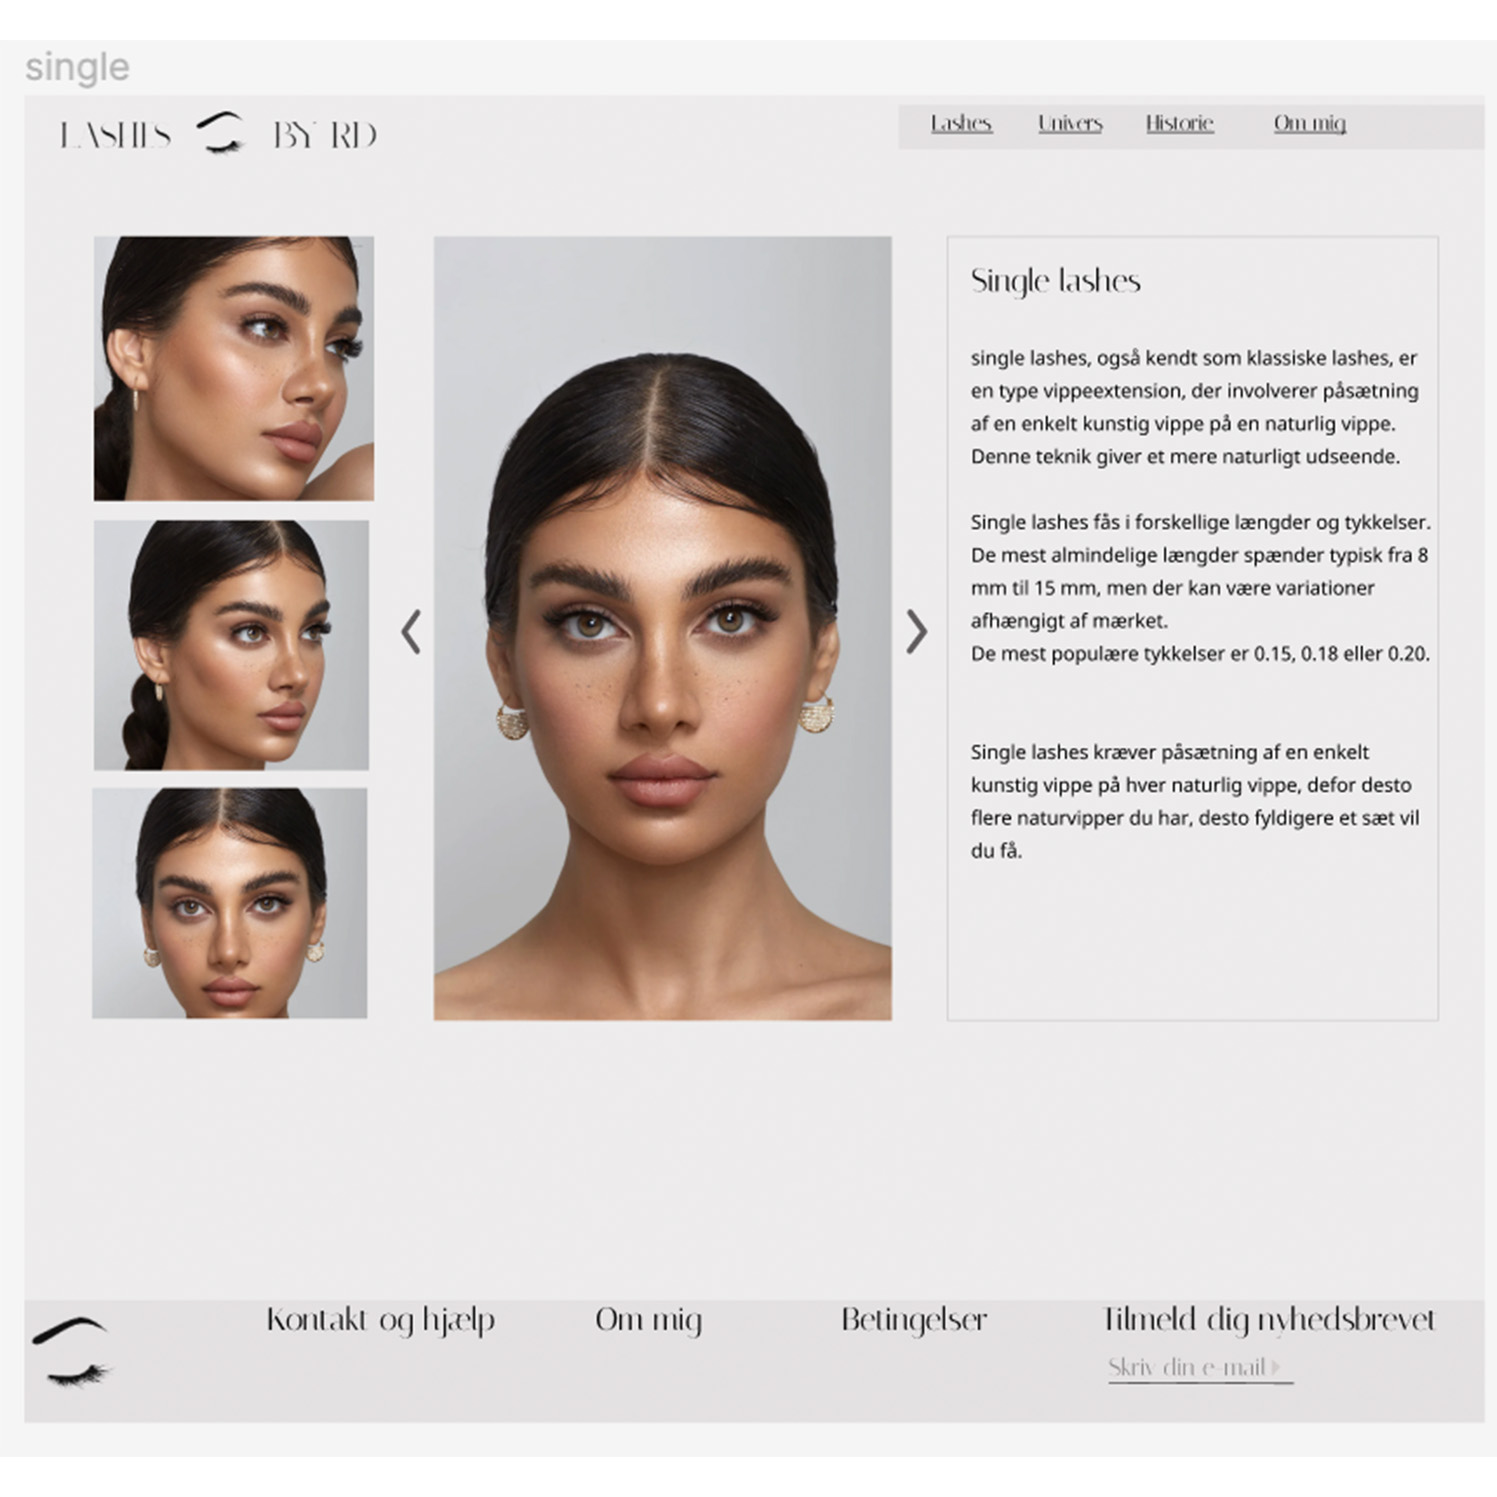 single
LASHES BY RD
Lashes Univers Historie Om mig
Single lashes
single lashes, også kendt som klassiske lashes, er
en type vippeextension, der involverer påsætning
af en enkelt kunstig vippe på en naturlig vippe.
Denne teknik giver et mere naturligt udseende.
Single lashes fås i forskellige længder og tykkelser.
De mest almindelige længder spænder typisk fra 8
mm til 15 mm, men der kan være variationer
afhængigt af mærket.
De mest populære tykkelser er 0.15, 0.18 eller 0.20.
Single lashes kræver påsætning af en enkelt
kunstig vippe på hver naturlig vippe, defor desto
flere naturvipper du har, desto fyldigere et sæt vil
du få.
Kontakt og hjælp Om mig Betingelser Tilmeld dig nyhedsbrevet
Skriv din e-mail